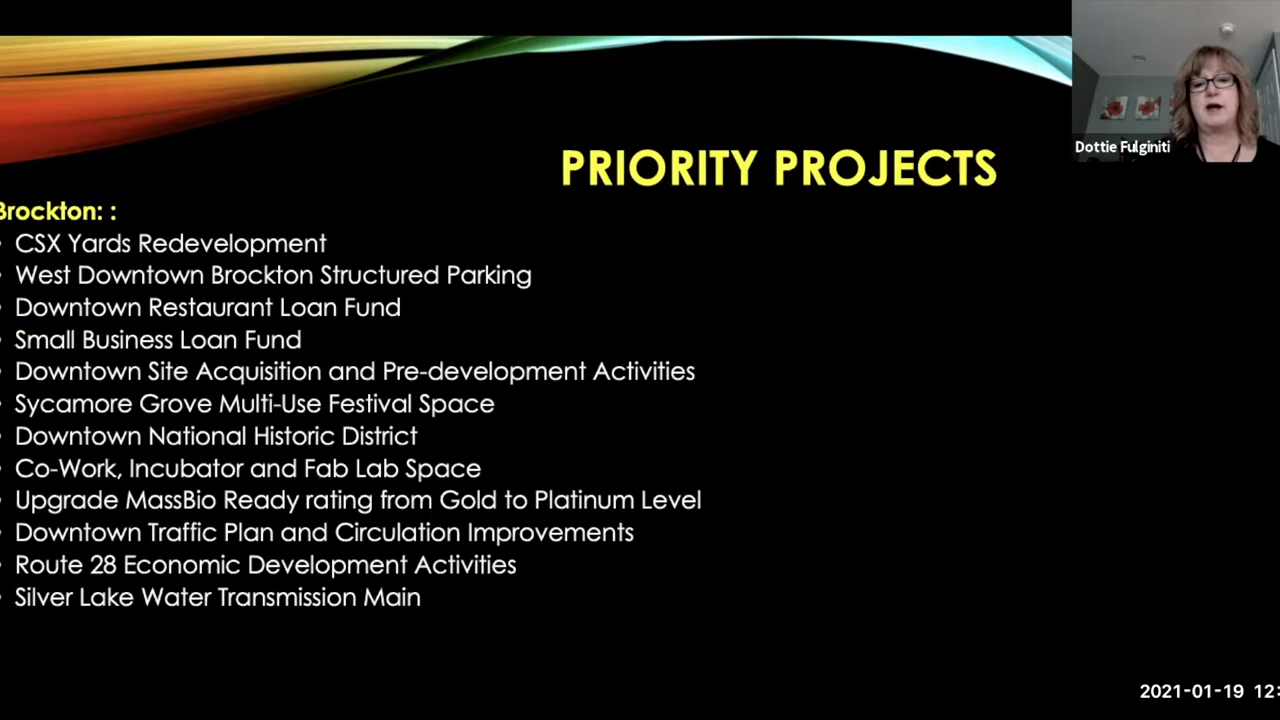 PRIORITY PROJECTS
Dottie Fulginiti
Brockton: :
• CSX Yards Redevelopment
• West Downtown Brockton Structured Parking
• Downtown Restaurant Loan Fund
• Small Business Loan Fund
• Downtown Site Acquisition and Pre-development Activities
• Sycamore Grove Multi-Use Festival Space
• Downtown National Historic District
• Co-Work, Incubator and Fab Lab Space
• Upgrade MassBio Ready rating from Gold to Platinum Level
• Downtown Traffic Plan and Circulation Improvements
• Route 28 Economic Development Activities
• Silver Lake Water Transmission Main
2021-01-19 12: